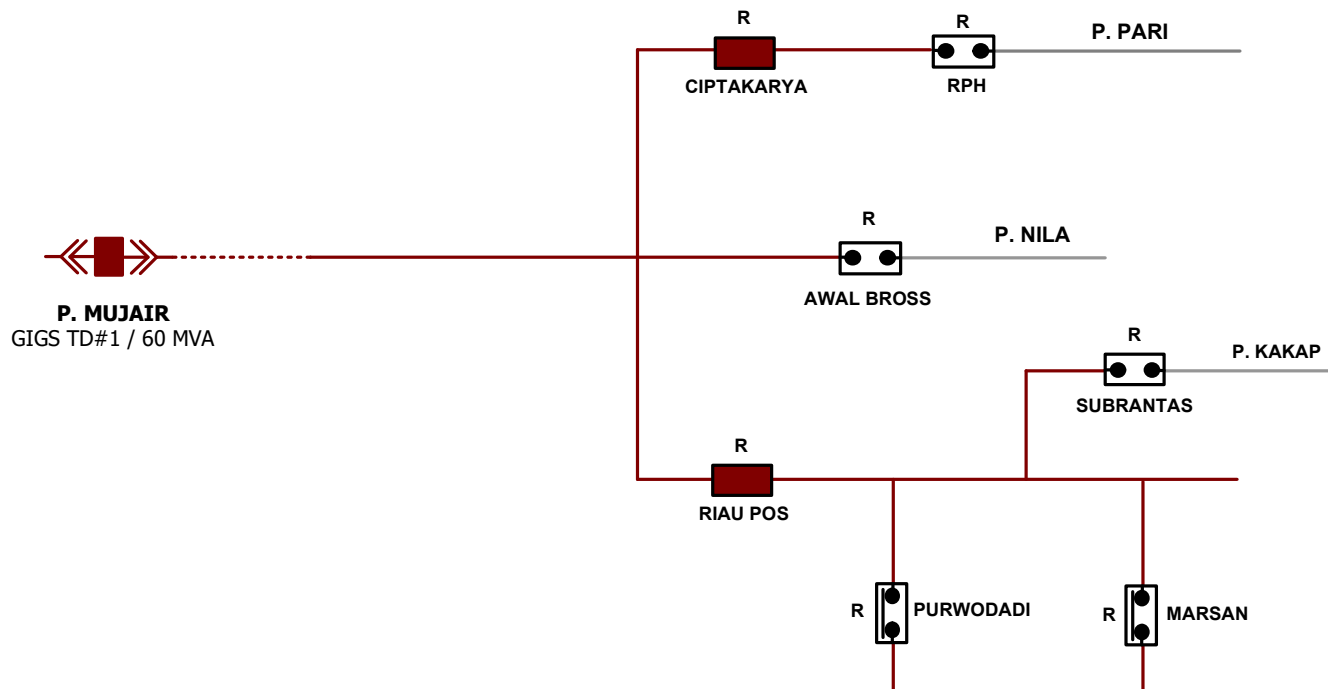 R
CIPTAKARYA
R
RPH
P. PARI
R
AWAL BROSS
P. NILA
P. MUJAIR
GIGS TD#1 / 60 MVA
R
SUBRANTAS
P. KAKAP
R
RIAU POS
R
PURWODADI
R
MARSAN